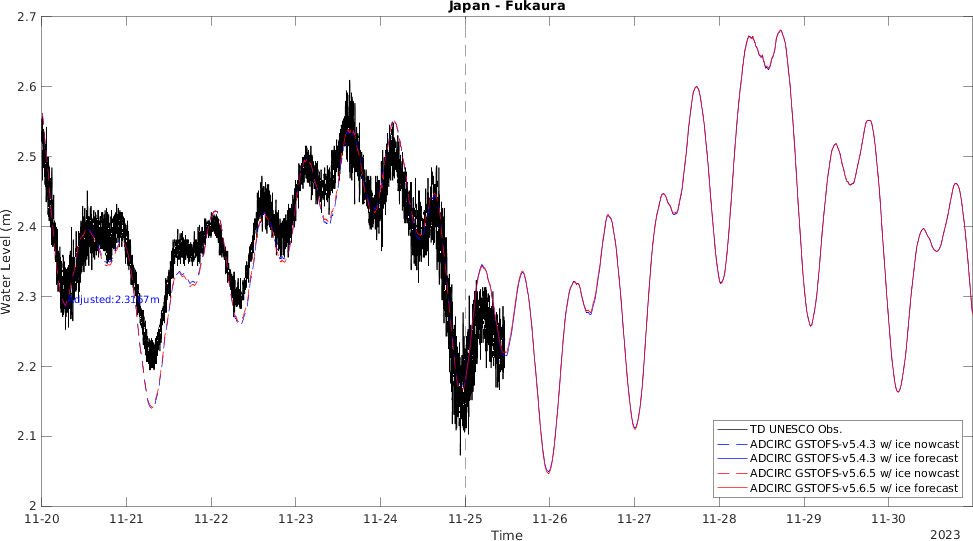 Japan - Fukaura
2.7
2.6
2.5
2.4
2.3
2.2
2.1
2
Water Level (m)
Adjusted:2.3167m
11-20
11-21
11-22
11-23
11-24
11-25
11-26
11-27
11-28
11-29
11-30
Time
2023
TD UNESCO Obs.
ADCIRC GSTOFS-v5.4.3 w/ ice nowcast
ADCIRC GSTOFS-v5.4.3 w/ ice forecast
ADCIRC GSTOFS-v5.6.5 w/ ice nowcast
ADCIRC GSTOFS-v5.6.5 w/ ice forecast